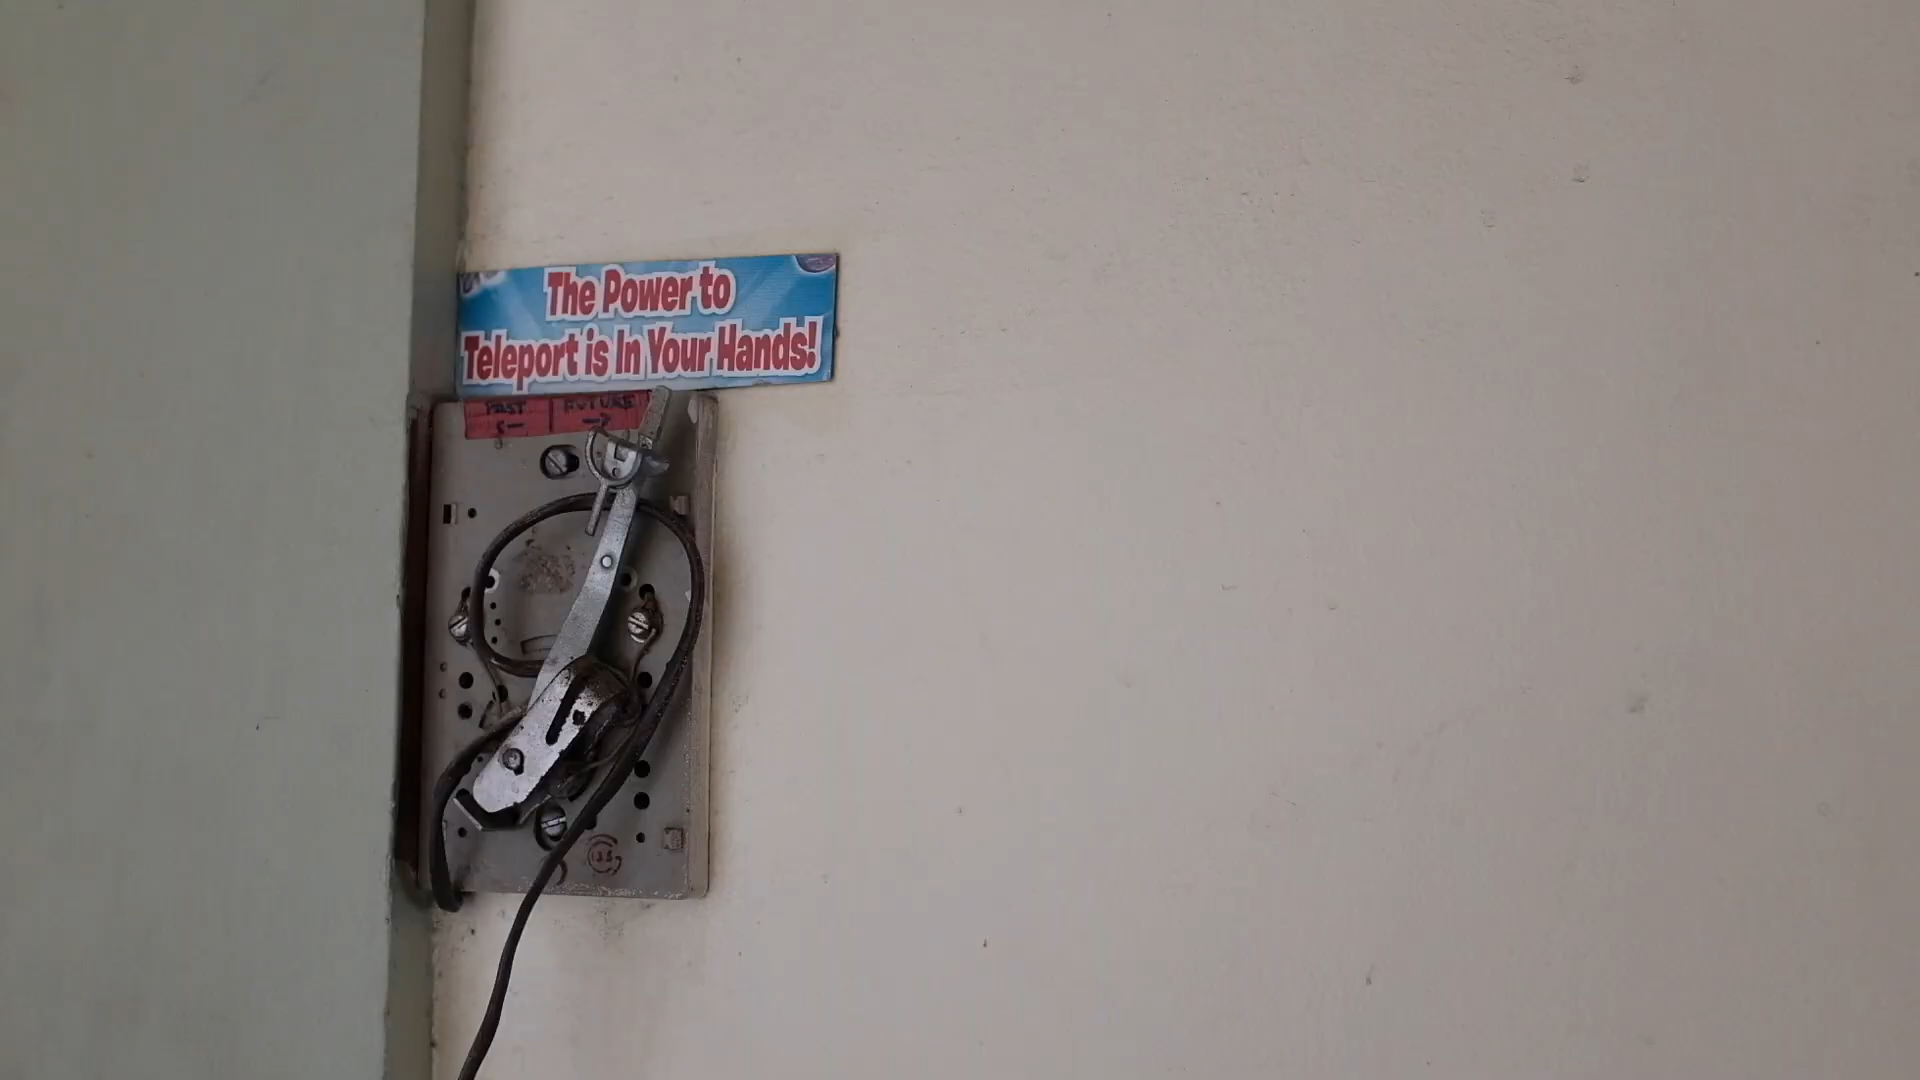 The Power to
Teleport is In Your Hands!
PAST FUTURE
← →